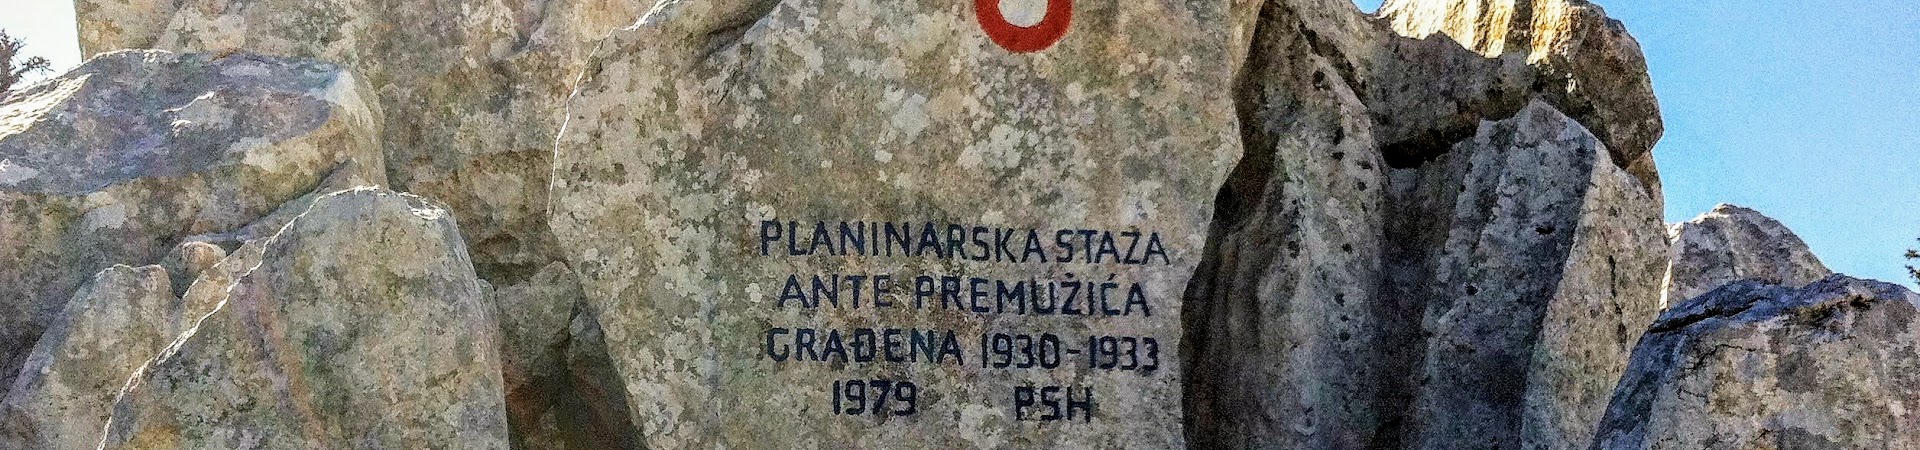 PLANINARSKA STAZA
ANTE PREMUŽIĆA
GRAĐENA 1930-1933
1979 PSH